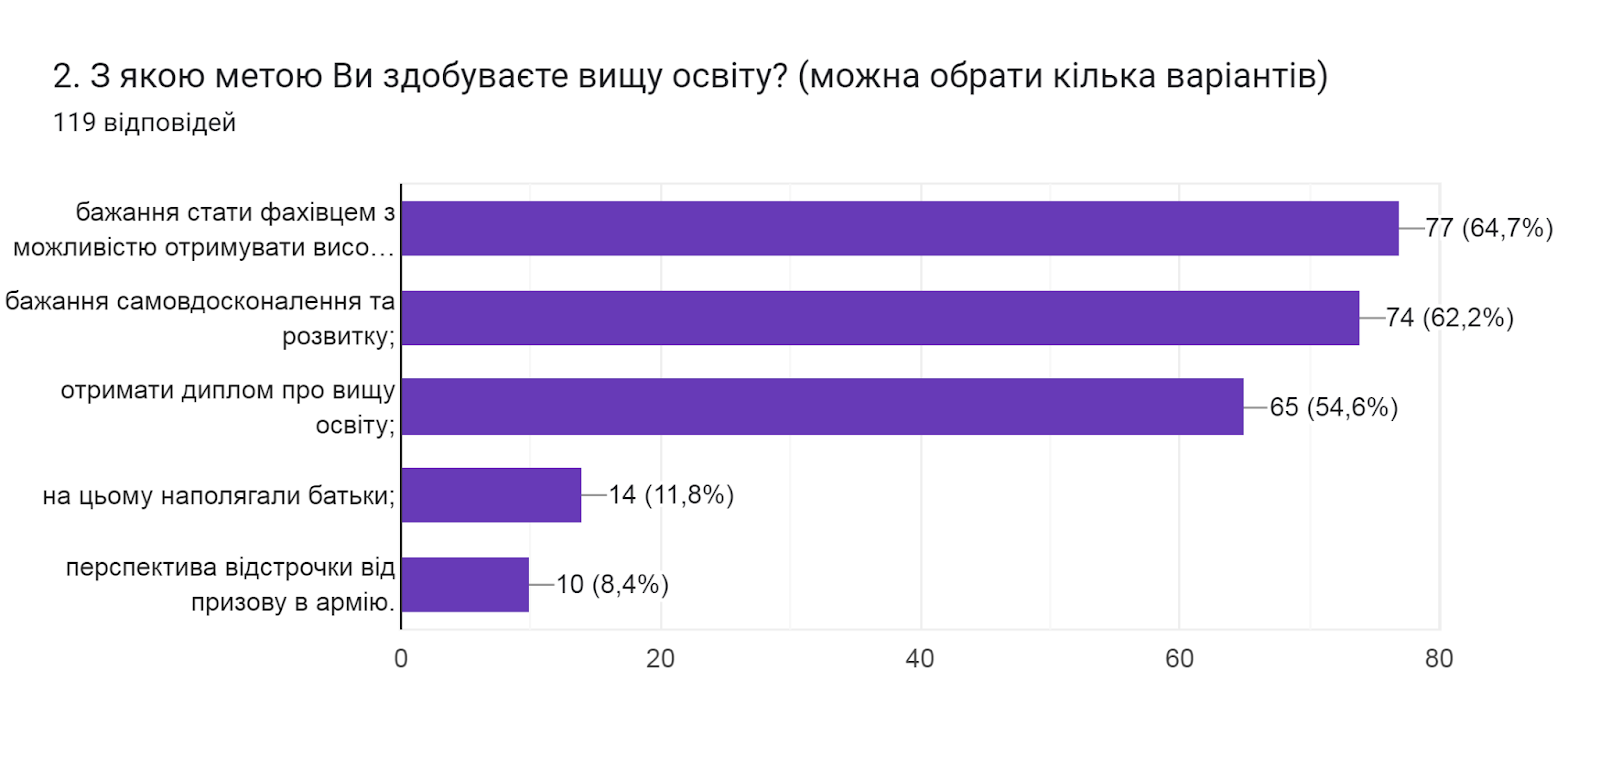 2. З якою метою Ви здобуваєте вищу освіту? (можна обрати кілька варіантів)
119 відповідей
бажання стати фахівцем з
можливістю отримувати висо…
77 (64,7%)
бажання самовдосконалення та
розвитку;
74 (62,2%)
отримати диплом про вищу
освіту;
65 (54,6%)
на цьому наполягали батьки;
14 (11,8%)
перспектива відстрочки від
призову в армію.
10 (8,4%)
0 20 40 60 80